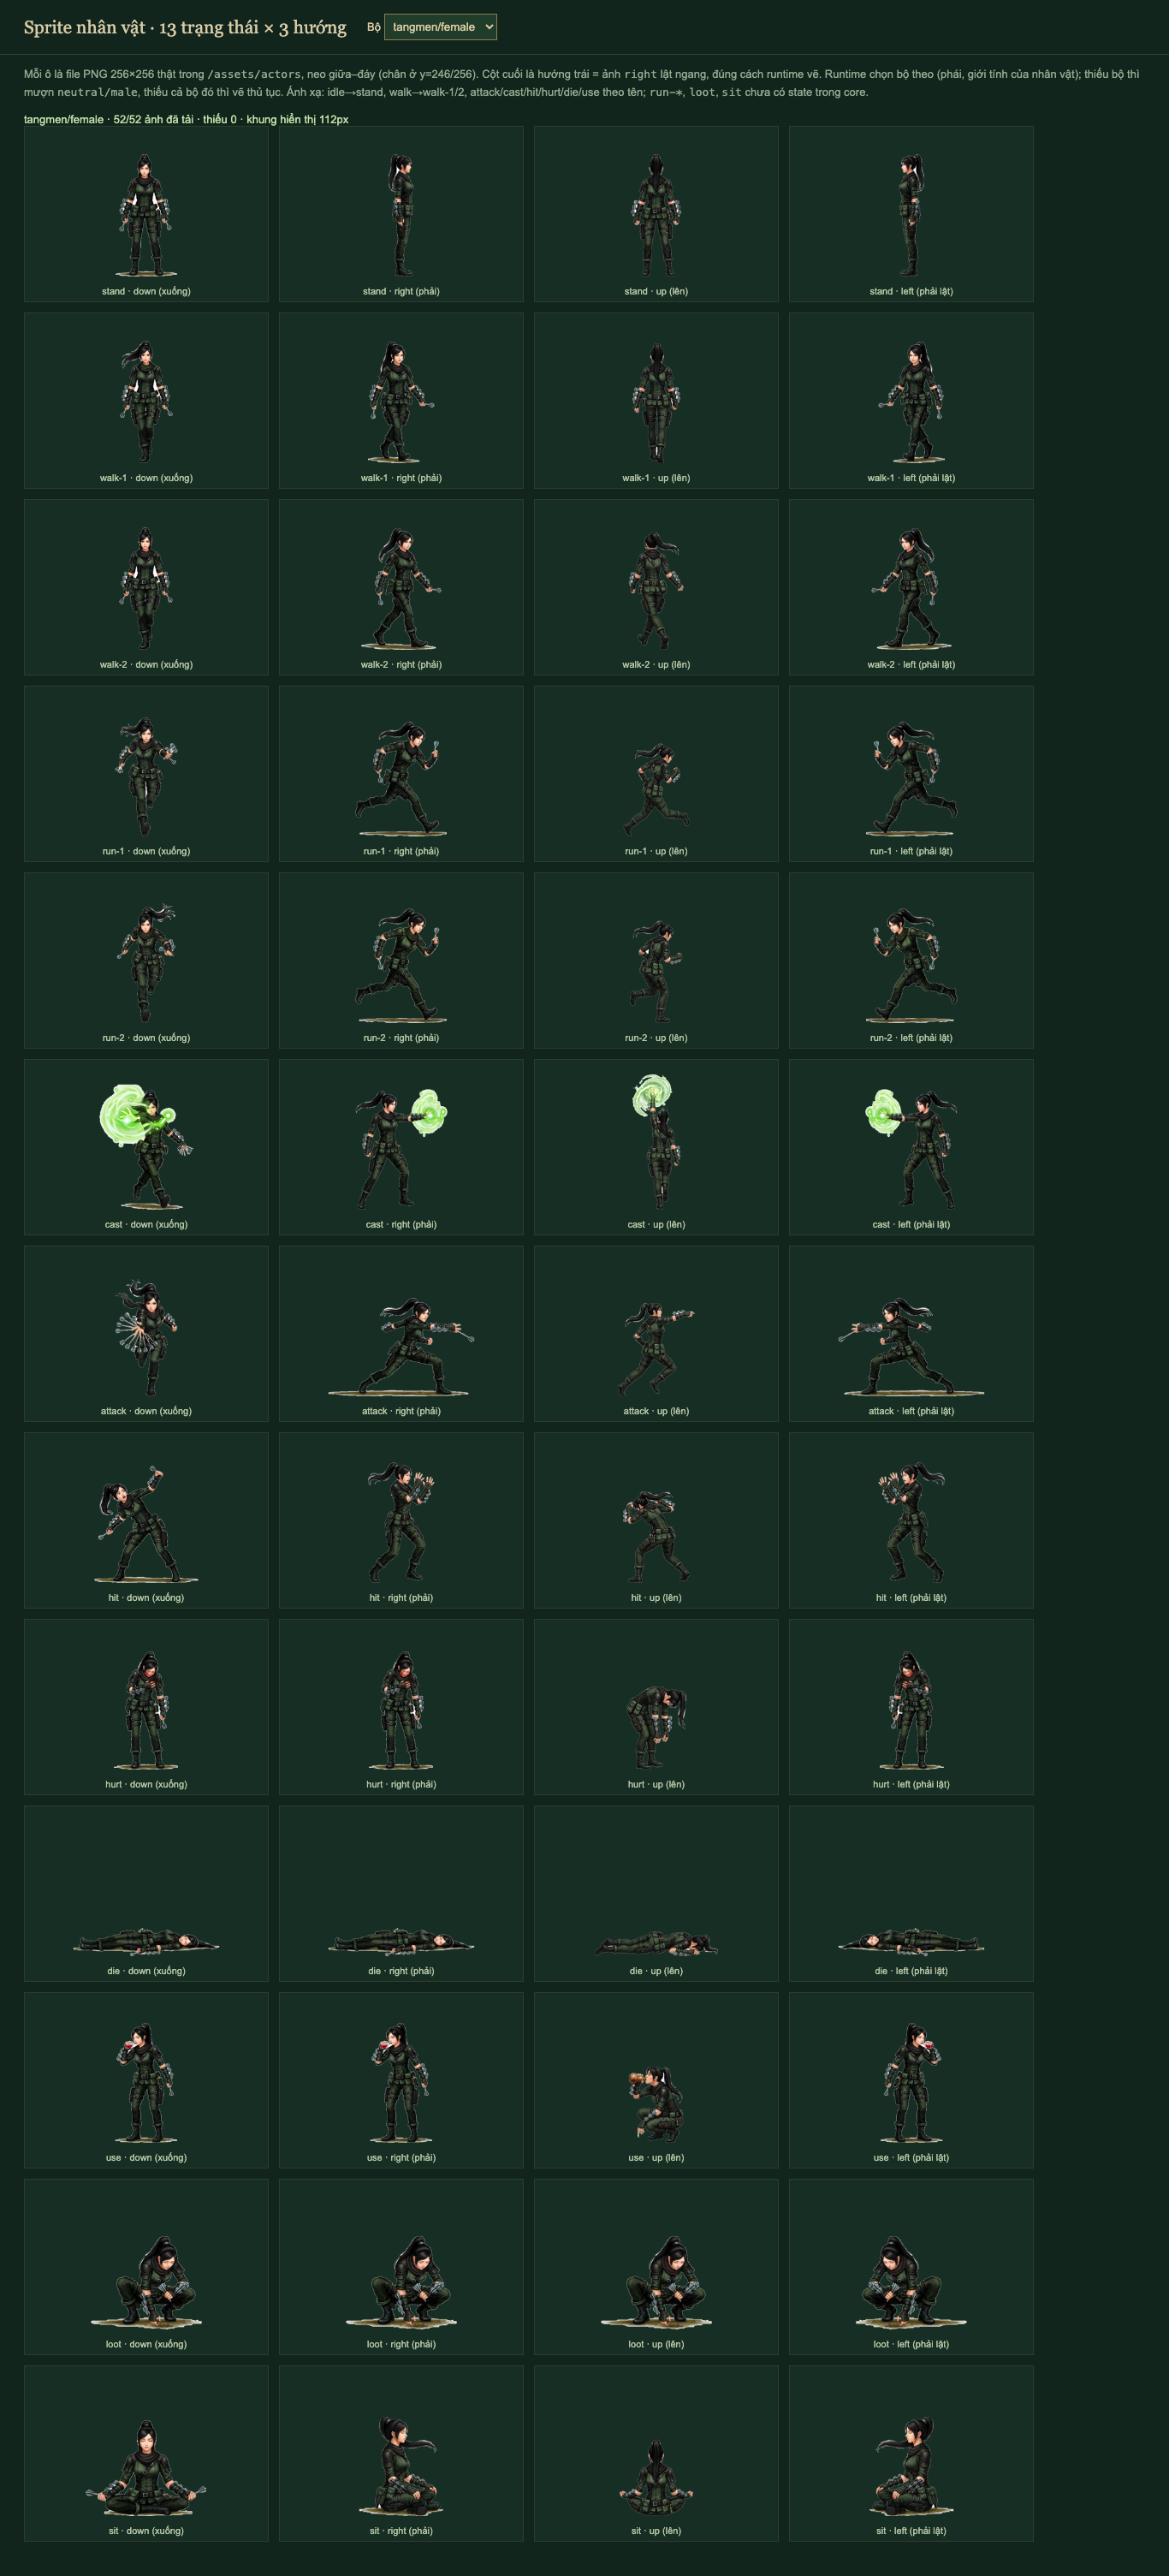 Sprite nhân vật · 13 trạng thái × 3 hướng
Bộ
tangmen/female
Mỗi ô là file PNG 256×256 thật trong /assets/actors, neo giữa–đáy (chân ở y=246/256). Cột cuối là hướng trái = ảnh right lật ngang, đúng cách runtime vẽ. Runtime chọn bộ theo (phái, giới tính của nhân vật); thiếu bộ thì
mượn neutral/male, thiếu cả bộ đó thì vẽ thủ tục. Ánh xạ: idle→stand, walk→walk-1/2, attack/cast/hit/hurt/die/use theo tên; run-*, loot, sit chưa có state trong core.
tangmen/female · 52/52 ảnh đã tải · thiếu 0 · khung hiển thị 112px
stand · down (xuống)
stand · right (phải)
stand · up (lên)
stand · left (phải lật)
walk-1 · down (xuống)
walk-1 · right (phải)
walk-1 · up (lên)
walk-1 · left (phải lật)
walk-2 · down (xuống)
walk-2 · right (phải)
walk-2 · up (lên)
walk-2 · left (phải lật)
run-1 · down (xuống)
run-1 · right (phải)
run-1 · up (lên)
run-1 · left (phải lật)
run-2 · down (xuống)
run-2 · right (phải)
run-2 · up (lên)
run-2 · left (phải lật)
cast · down (xuống)
cast · right (phải)
cast · up (lên)
cast · left (phải lật)
attack · down (xuống)
attack · right (phải)
attack · up (lên)
attack · left (phải lật)
hit · down (xuống)
hit · right (phải)
hit · up (lên)
hit · left (phải lật)
hurt · down (xuống)
hurt · right (phải)
hurt · up (lên)
hurt · left (phải lật)
die · down (xuống)
die · right (phải)
die · up (lên)
die · left (phải lật)
use · down (xuống)
use · right (phải)
use · up (lên)
use · left (phải lật)
loot · down (xuống)
loot · right (phải)
loot · up (lên)
loot · left (phải lật)
sit · down (xuống)
sit · right (phải)
sit · up (lên)
sit · left (phải lật)